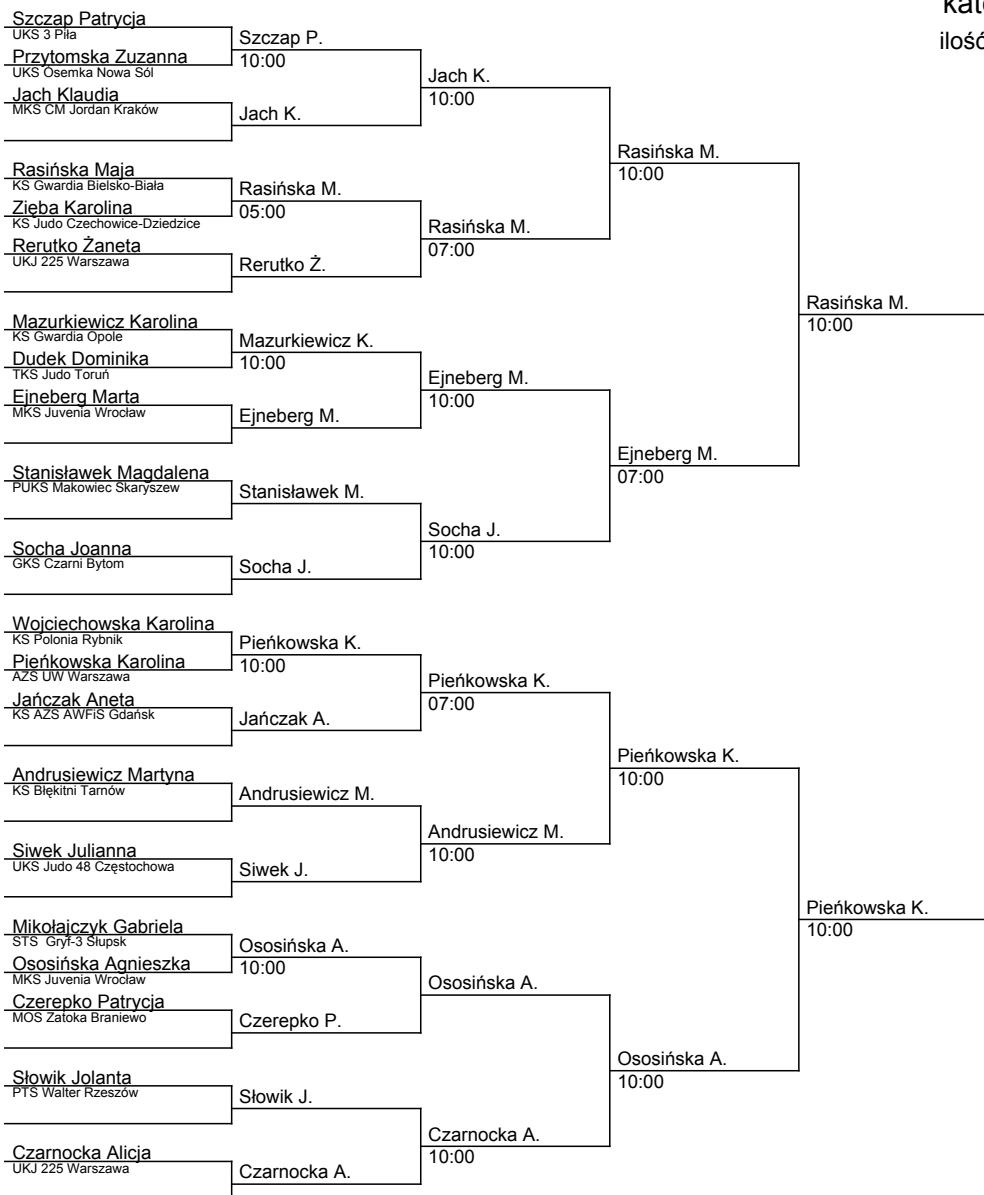 kat
ilość
Szczap Patrycja
UKS 3 Piła
Przytomska Zuzanna
UKS Ósemka Nowa Sól
Jach Klaudia
MKS CM Jordan Kraków
Rasińska Maja
KS Gwardia Bielsko-Biała
Zięba Karolina
KS Judo Czechowice-Dziedzice
Rerutko Żaneta
UKJ 225 Warszawa
Mazurkiewicz Karolina
KS Gwardia Opole
Dudek Dominika
TKS Judo Toruń
Ejneberg Marta
MKS Juvenia Wrocław
Stanisławek Magdalena
PUKS Makowiec Skaryszew
Socha Joanna
GKS Czarni Bytom
Wojciechowska Karolina
KS Polonia Rybnik
Pieńkowska Karolina
AZS UW Warszawa
Jańczak Aneta
KS AZS AWFiS Gdańsk
Andrusiewicz Martyna
KS Błękitni Tarnów
Siwek Julianna
UKS Judo 48 Częstochowa
Mikołajczyk Gabriela
STS Gryf-3 Słupsk
Ososińska Agnieszka
MKS Juvenia Wrocław
Czerepko Patrycja
MOS Zatoka Braniewo
Słowik Jolanta
PTS Walter Rzeszów
Czarnocka Alicja
UKJ 225 Warszawa
Szczap P.
10:00
Jach K.
Rasińska M.
05:00
Rerutko Ż.
Mazurkiewicz K.
10:00
Ejneberg M.
Stanisławek M.
Socha J.
Pieńkowska K.
10:00
Jańczak A.
Andrusiewicz M.
Siwek J.
Ososińska A.
10:00
Czerepko P.
Słowik J.
Czarnocka A.
Jach K.
10:00
Rasińska M.
07:00
Ejneberg M.
10:00
Socha J.
10:00
Pieńkowska K.
07:00
Andrusiewicz M.
10:00
Ososińska A.
Czarnocka A.
10:00
Rasińska M.
10:00
Ejneberg M.
07:00
Pieńkowska K.
10:00
Ososińska A.
10:00
Rasińska M.
10:00
Pieńkowska K.
10:00